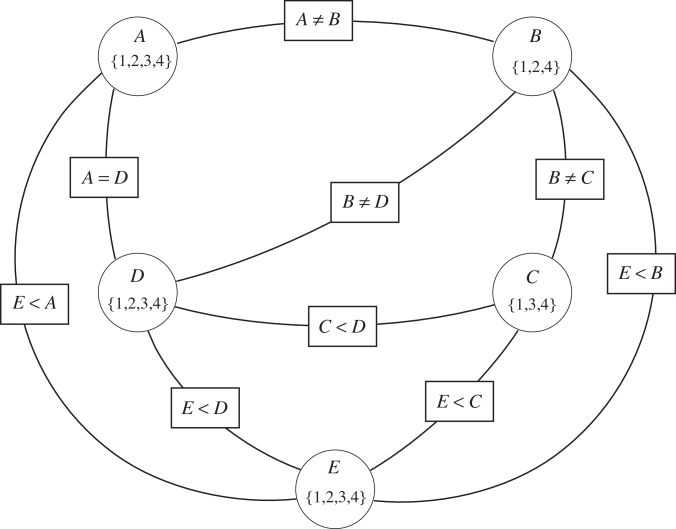 A ≠ B
A
{1,2,3,4}
B
{1,2,4}
A = D
B ≠ C
B ≠ D
E < B
D
{1,2,3,4}
C
{1,3,4}
E < A
C < D
E < D
E < C
E
{1,2,3,4}